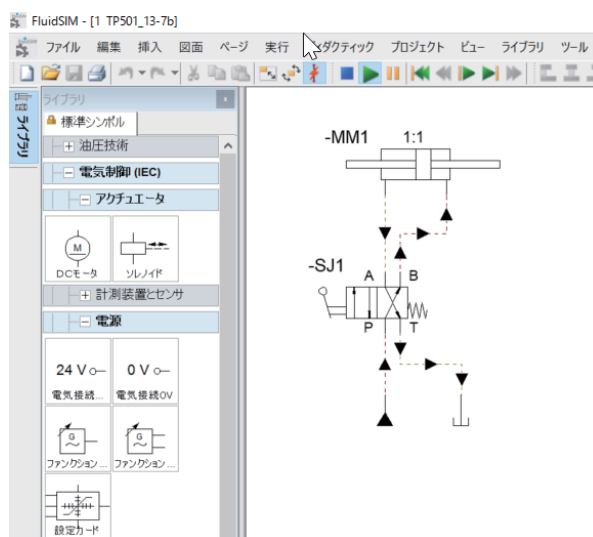 FluidSIM - [1 TP501_13-7b]
ファイル 編集 挿入 図面 ページ 実行 ダクティック プロジェクト ビュー ライブラリ ツール
ライブラリ
ライブラリ
標準シンボル
油圧技術
電気制御 (IEC)
アクチュエータ
M
DCモータ ソレノイド
計測装置とセンサ
電源
24 V 0 V
電気接続... 電気接続0V
G G
ファンクション... ファンクション...
設定カード
-MM1 1:1
-SJ1
A B
P T